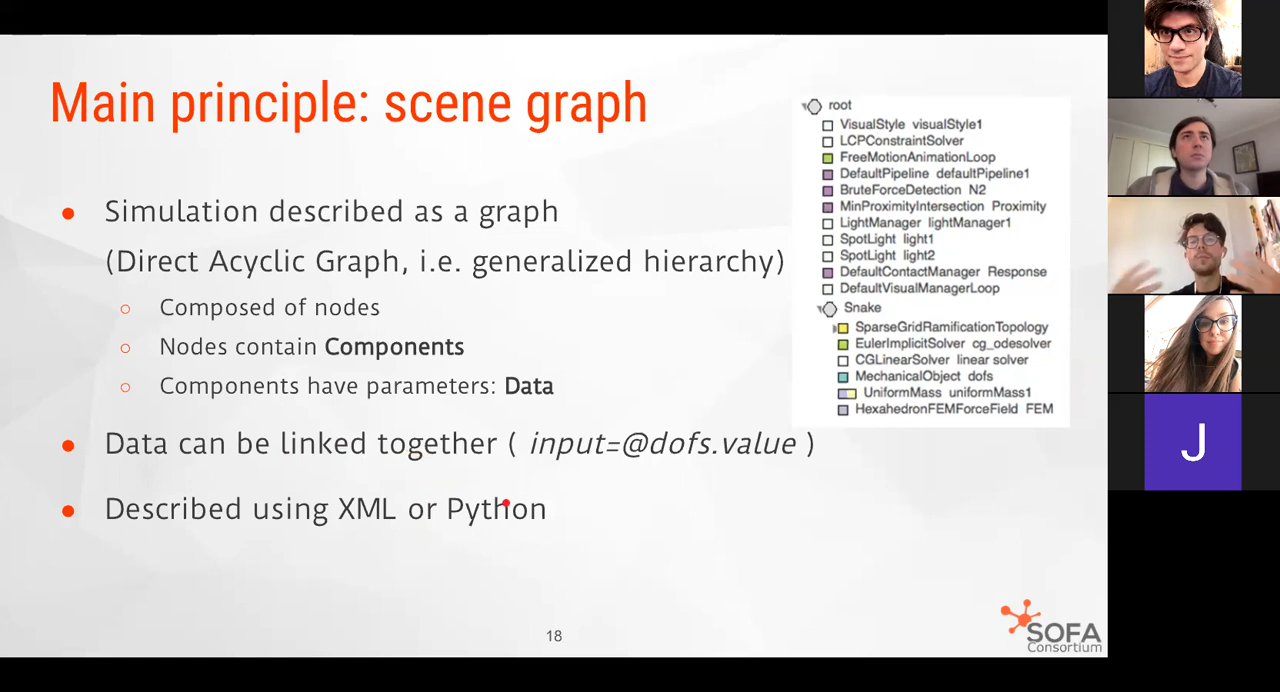 Main principle: scene graph
● Simulation described as a graph
(Direct Acyclic Graph, i.e. generalized hierarchy)
○ Composed of nodes
○ Nodes contain Components
○ Components have parameters: Data
● Data can be linked together ( input=@dofs.value )
● Described using XML or Python
root
VisualStyle visualStyle1
LCPConstraintSolver
FreeMotionAnimationLoop
DefaultPipeline defaultPipeline1
BruteForceDetection N2
MinProximityIntersection Proximity
LightManager lightManager1
SpotLight light1
SpotLight light2
DefaultContactManager Response
DefaultVisualManagerLoop
Snake
SparseGridRamificationTopology
EulerImplicitSolver cg_odesolver
CGLinearSolver linear solver
MechanicalObject dofs
UniformMass uniformMass1
HexahedronFEMForceField FEM
18
SOFA
Consortium
J